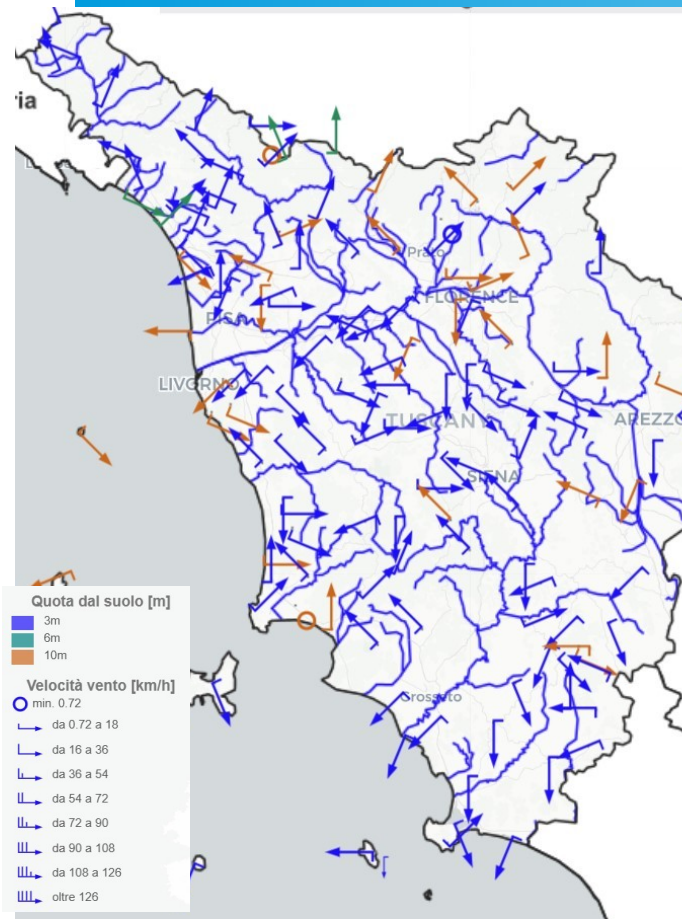 ria
Prato
FLORENCE
PISA
LIVORNO
TUSCANY
AREZZO
SIENA
Grosseto
Quota dal suolo [m]
3m
6m
10m
Velocità vento [km/h]
min. 0.72
da 0.72 a 18
da 16 a 36
da 36 a 54
da 54 a 72
da 72 a 90
da 90 a 108
da 108 a 126
oltre 126